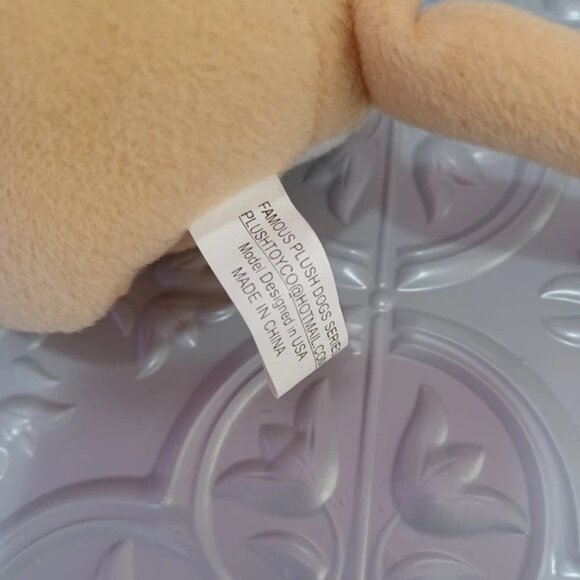 FAMOUS PLUSH DOGS SERIES
PLUSHTOYCO@HOTMAIL.COM
Model Designed in USA
MADE IN CHINA